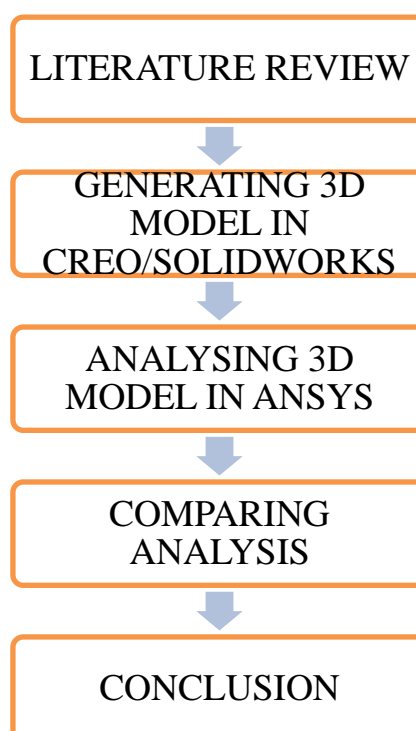 LITERATURE REVIEW
GENERATING 3D
MODEL IN
CREO/SOLIDWORKS
ANALYSING 3D
MODEL IN ANSYS
COMPARING
ANALYSIS
CONCLUSION